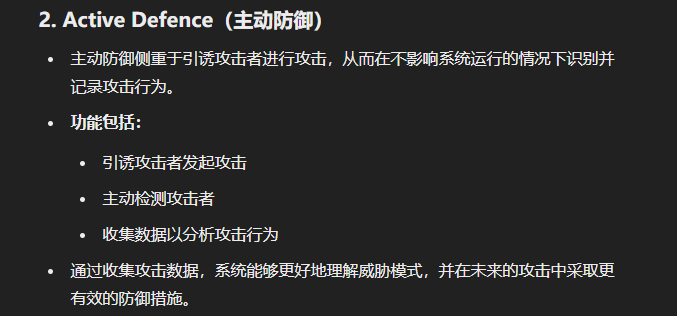 2. Active Defence（主动防御）
• 主动防御侧重于引诱攻击者进行攻击，从而在不影响系统运行的情况下识别并
记录攻击行为。
• 功能包括：
• 引诱攻击者发起攻击
• 主动检测攻击者
• 收集数据以分析攻击行为
• 通过收集攻击数据，系统能够更好地理解威胁模式，并在未来的攻击中采取更
有效的防御措施。